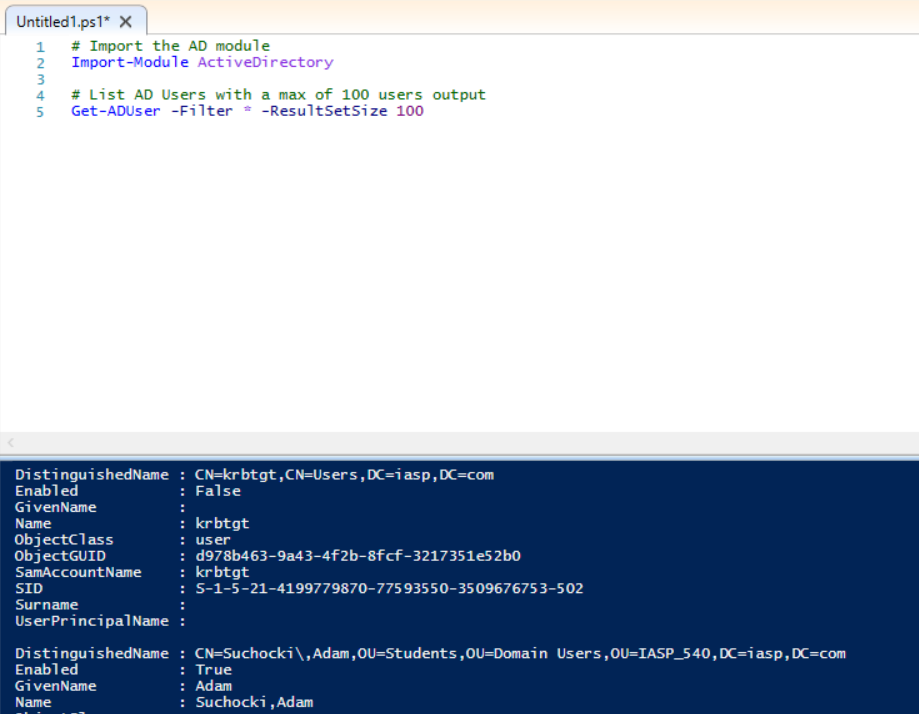 Untitled1.ps1* X
1 # Import the AD module
2 Import-Module ActiveDirectory
3
4 # List AD Users with a max of 100 users output
5 Get-ADUser -Filter * -ResultSetSize 100
DistinguishedName : CN=krbtgt,CN=Users,DC=iasp,DC=com
Enabled : False
GivenName :
Name : krbtgt
ObjectClass : user
ObjectGUID : d978b463-9a43-4f2b-8fcf-3217351e52b0
SamAccountName : krbtgt
SID : S-1-5-21-4199779870-77593550-3509676753-502
Surname :
UserPrincipalName :
DistinguishedName : CN=Suchocki\,Adam,OU=Students,OU=Domain Users,OU=IASP_540,DC=iasp,DC=com
Enabled : True
GivenName : Adam
Name : Suchocki,Adam